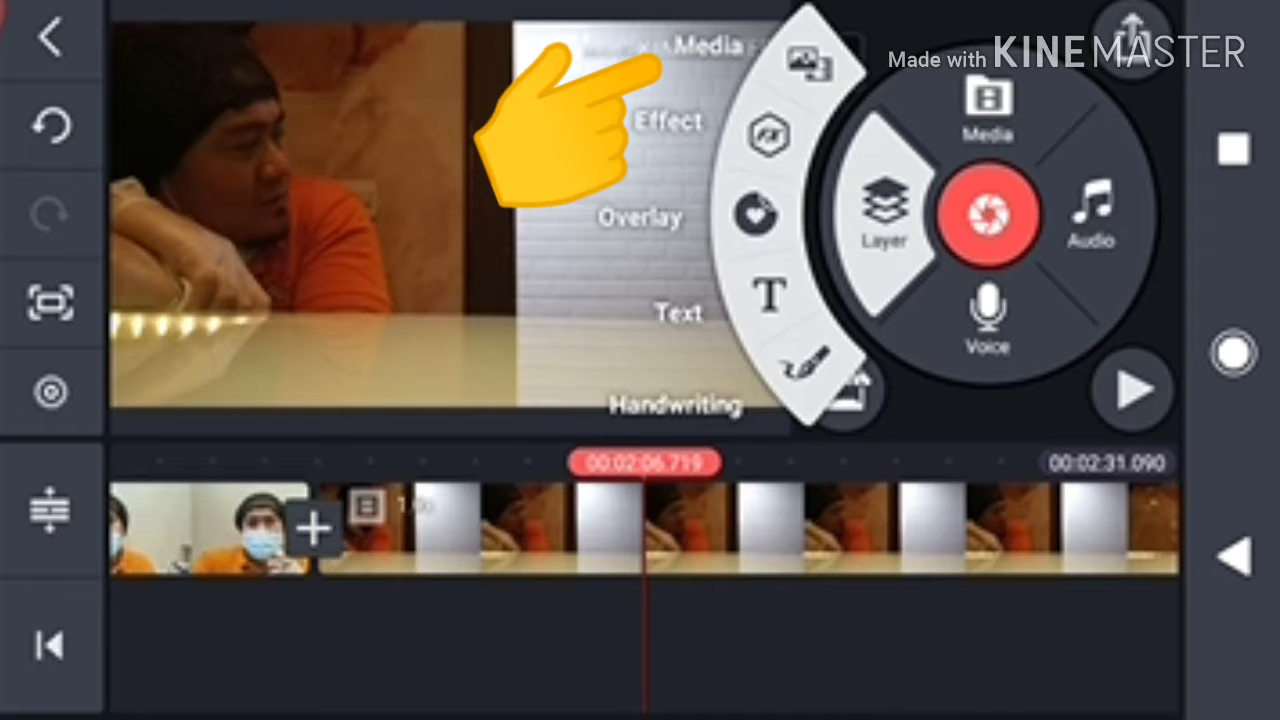 Made with KINEMASTER
Media
Effect
Overlay
Text
Handwriting
Media
Layer
Audio
Voice
00:02:06.719
00:02:31.090